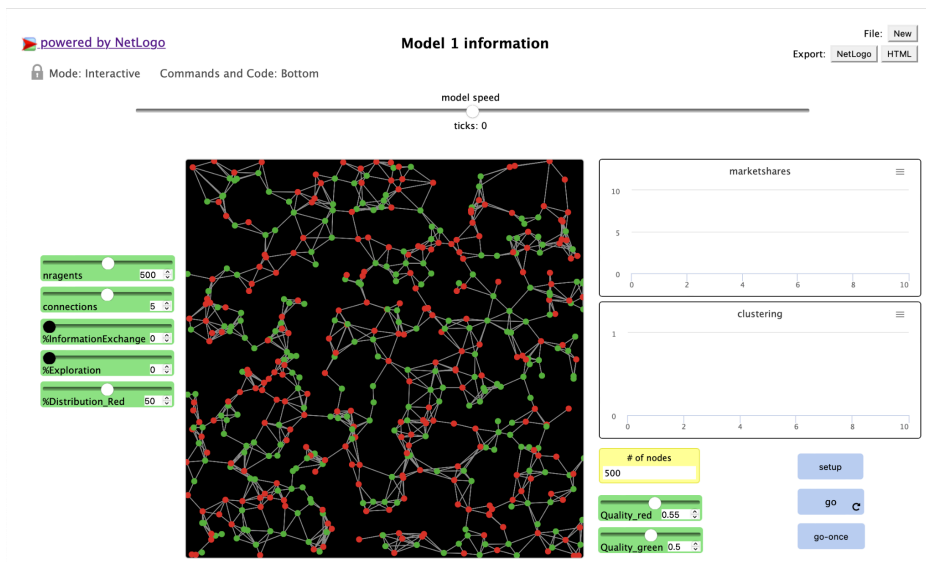 powered by NetLogo
Model 1 information
File: New
Export: NetLogo HTML
Mode: Interactive Commands and Code: Bottom
model speed
ticks: 0
nragents 500
connections 5
%InformationExchange 0
%Exploration 0
%Distribution_Red 50
marketshares
10
5
0
0 2 4 6 8 10
clustering
1
0
0 2 4 6 8 10
# of nodes
500
Quality_red 0.55
Quality_green 0.5
setup
go
go-once